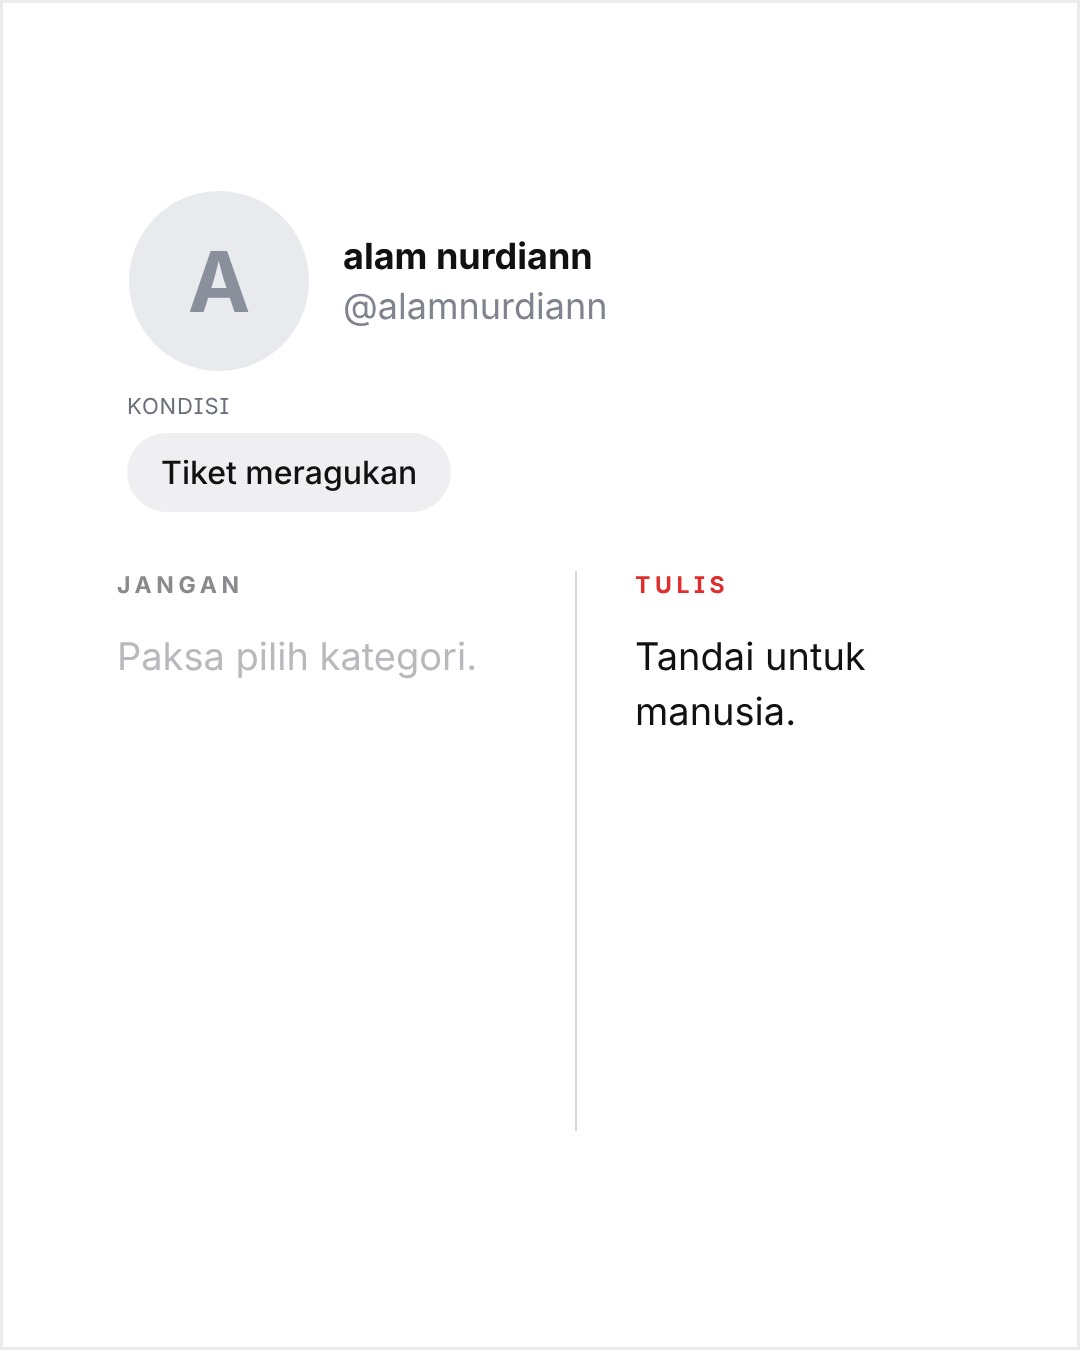 A
alam nurdiann
@alamnurdiann
KONDISI
Tiket meragukan
JANGAN
Paksa pilih kategori.
TULIS
Tandai untuk
manusia.